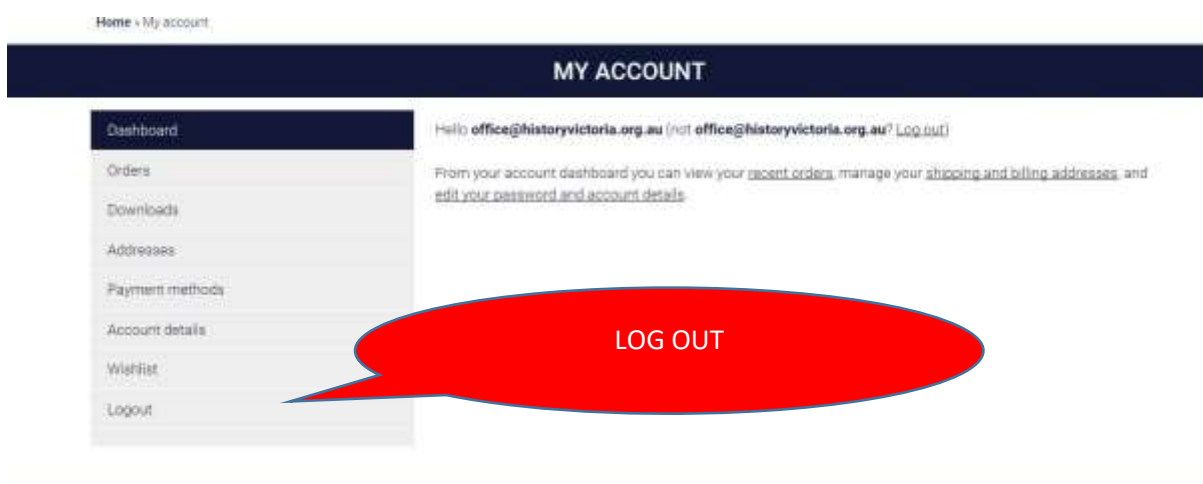 Home » My account
MY ACCOUNT
Dashboard
Orders
Downloads
Addresses
Payment methods
Account details
Wishlist
Logout
Hello office@historyvictoria.org.au (not office@historyvictoria.org.au? Log out)
From your account dashboard you can view your recent orders, manage your shipping and billing addresses, and
edit your password and account details.
LOG OUT